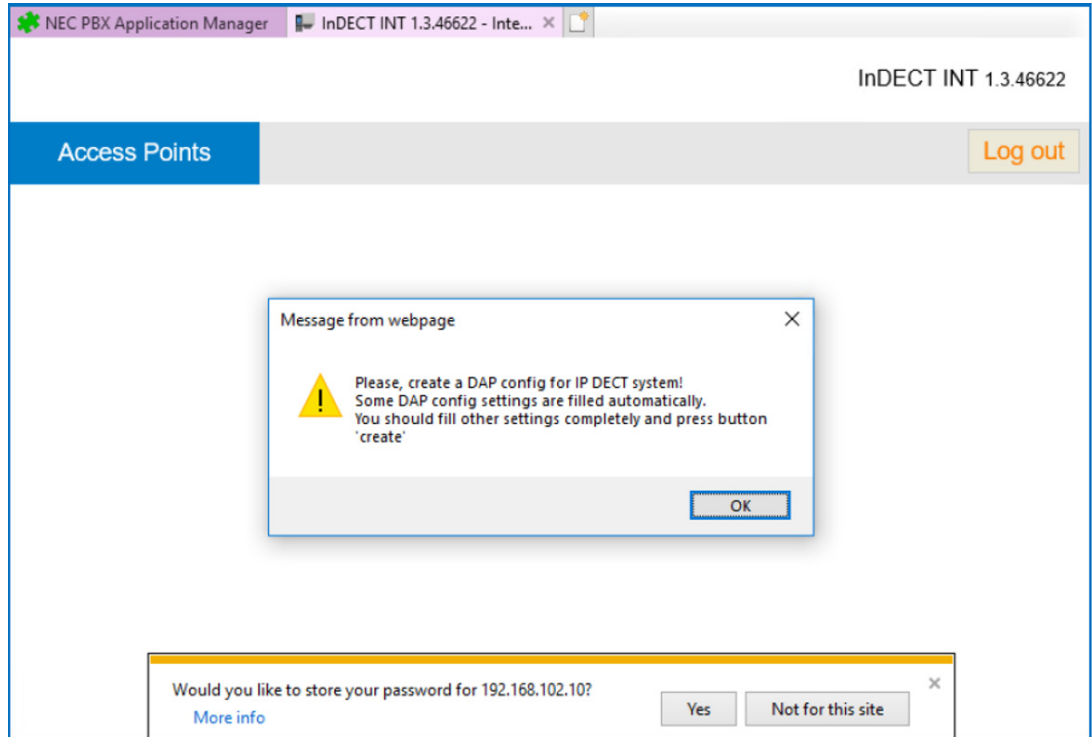 NEC PBX Application Manager
InDECT INT 1.3.46622 - Inte...
InDECT INT 1.3.46622
Access Points
Log out
Message from webpage
Please, create a DAP config for IP DECT system!
Some DAP config settings are filled automatically.
You should fill other settings completely and press button
'create'
OK
Would you like to store your password for 192.168.102.10?
More info
Yes
Not for this site